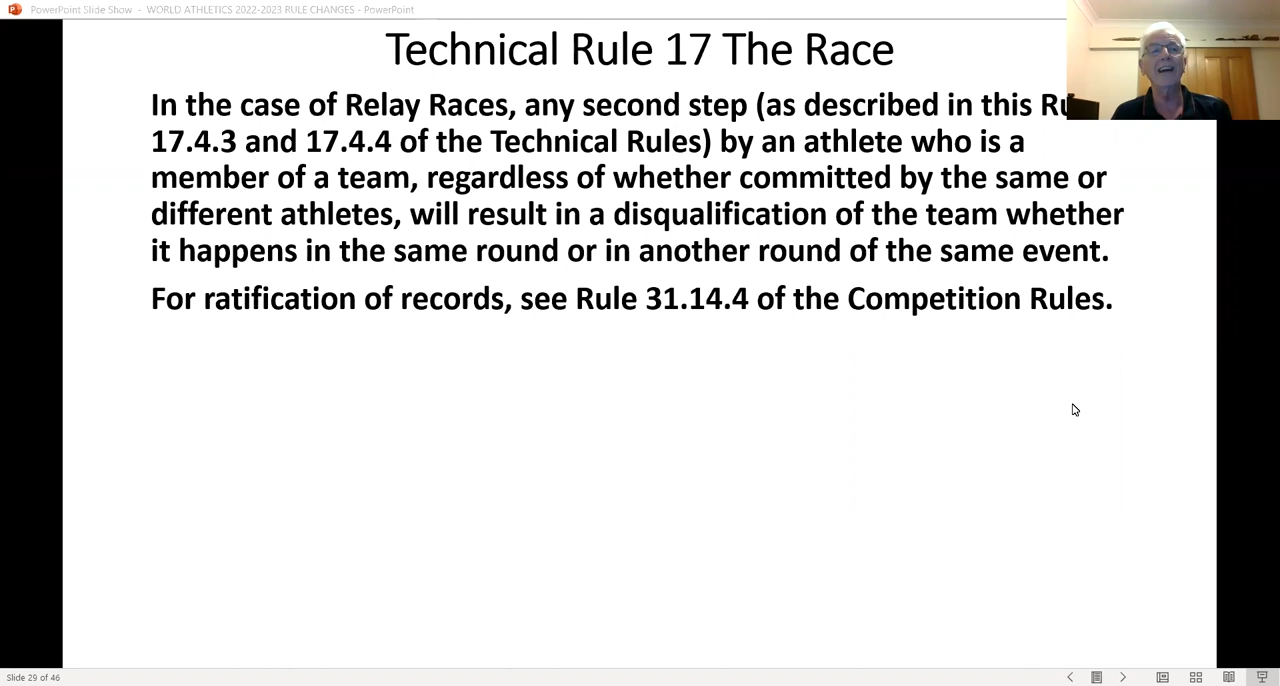 PowerPoint Slide Show - WORLD ATHLETICS 2022-2023 RULE CHANGES - PowerPoint
Technical Rule 17 The Race
In the case of Relay Races, any second step (as described in this
17.4.3 and 17.4.4 of the Technical Rules) by an athlete who is a
member of a team, regardless of whether committed by the same or
different athletes, will result in a disqualification of the team whether
it happens in the same round or in another round of the same event.
For ratification of records, see Rule 31.14.4 of the Competition Rules.
Slide 29 of 46